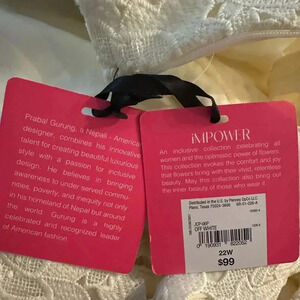 Prabal Gurung, a Nepali - American
designer, combines his innovative
talent for creating beautiful luxurious
style with a passion for inclusive
design. He believes in bringing
awareness to under served comm-
nities, poverty, and inequity not only
in his homeland of Nepal but around
the world. Gurung is a highly
celebrated and recognized leader
of American fashion.
iMPOWER
An inclusive collection celebrating all
women and the optimistic power of flowers.
This collection evokes the comfort and joy
that flowers bring with their vivid, endless
beauty. May this collection also bring out
the inner beauty of those who wear it.
Distributed in the U.S. by Penney OpCo LLC
Plano, Texas 75024-3698
OFF WHITE
22W
$99